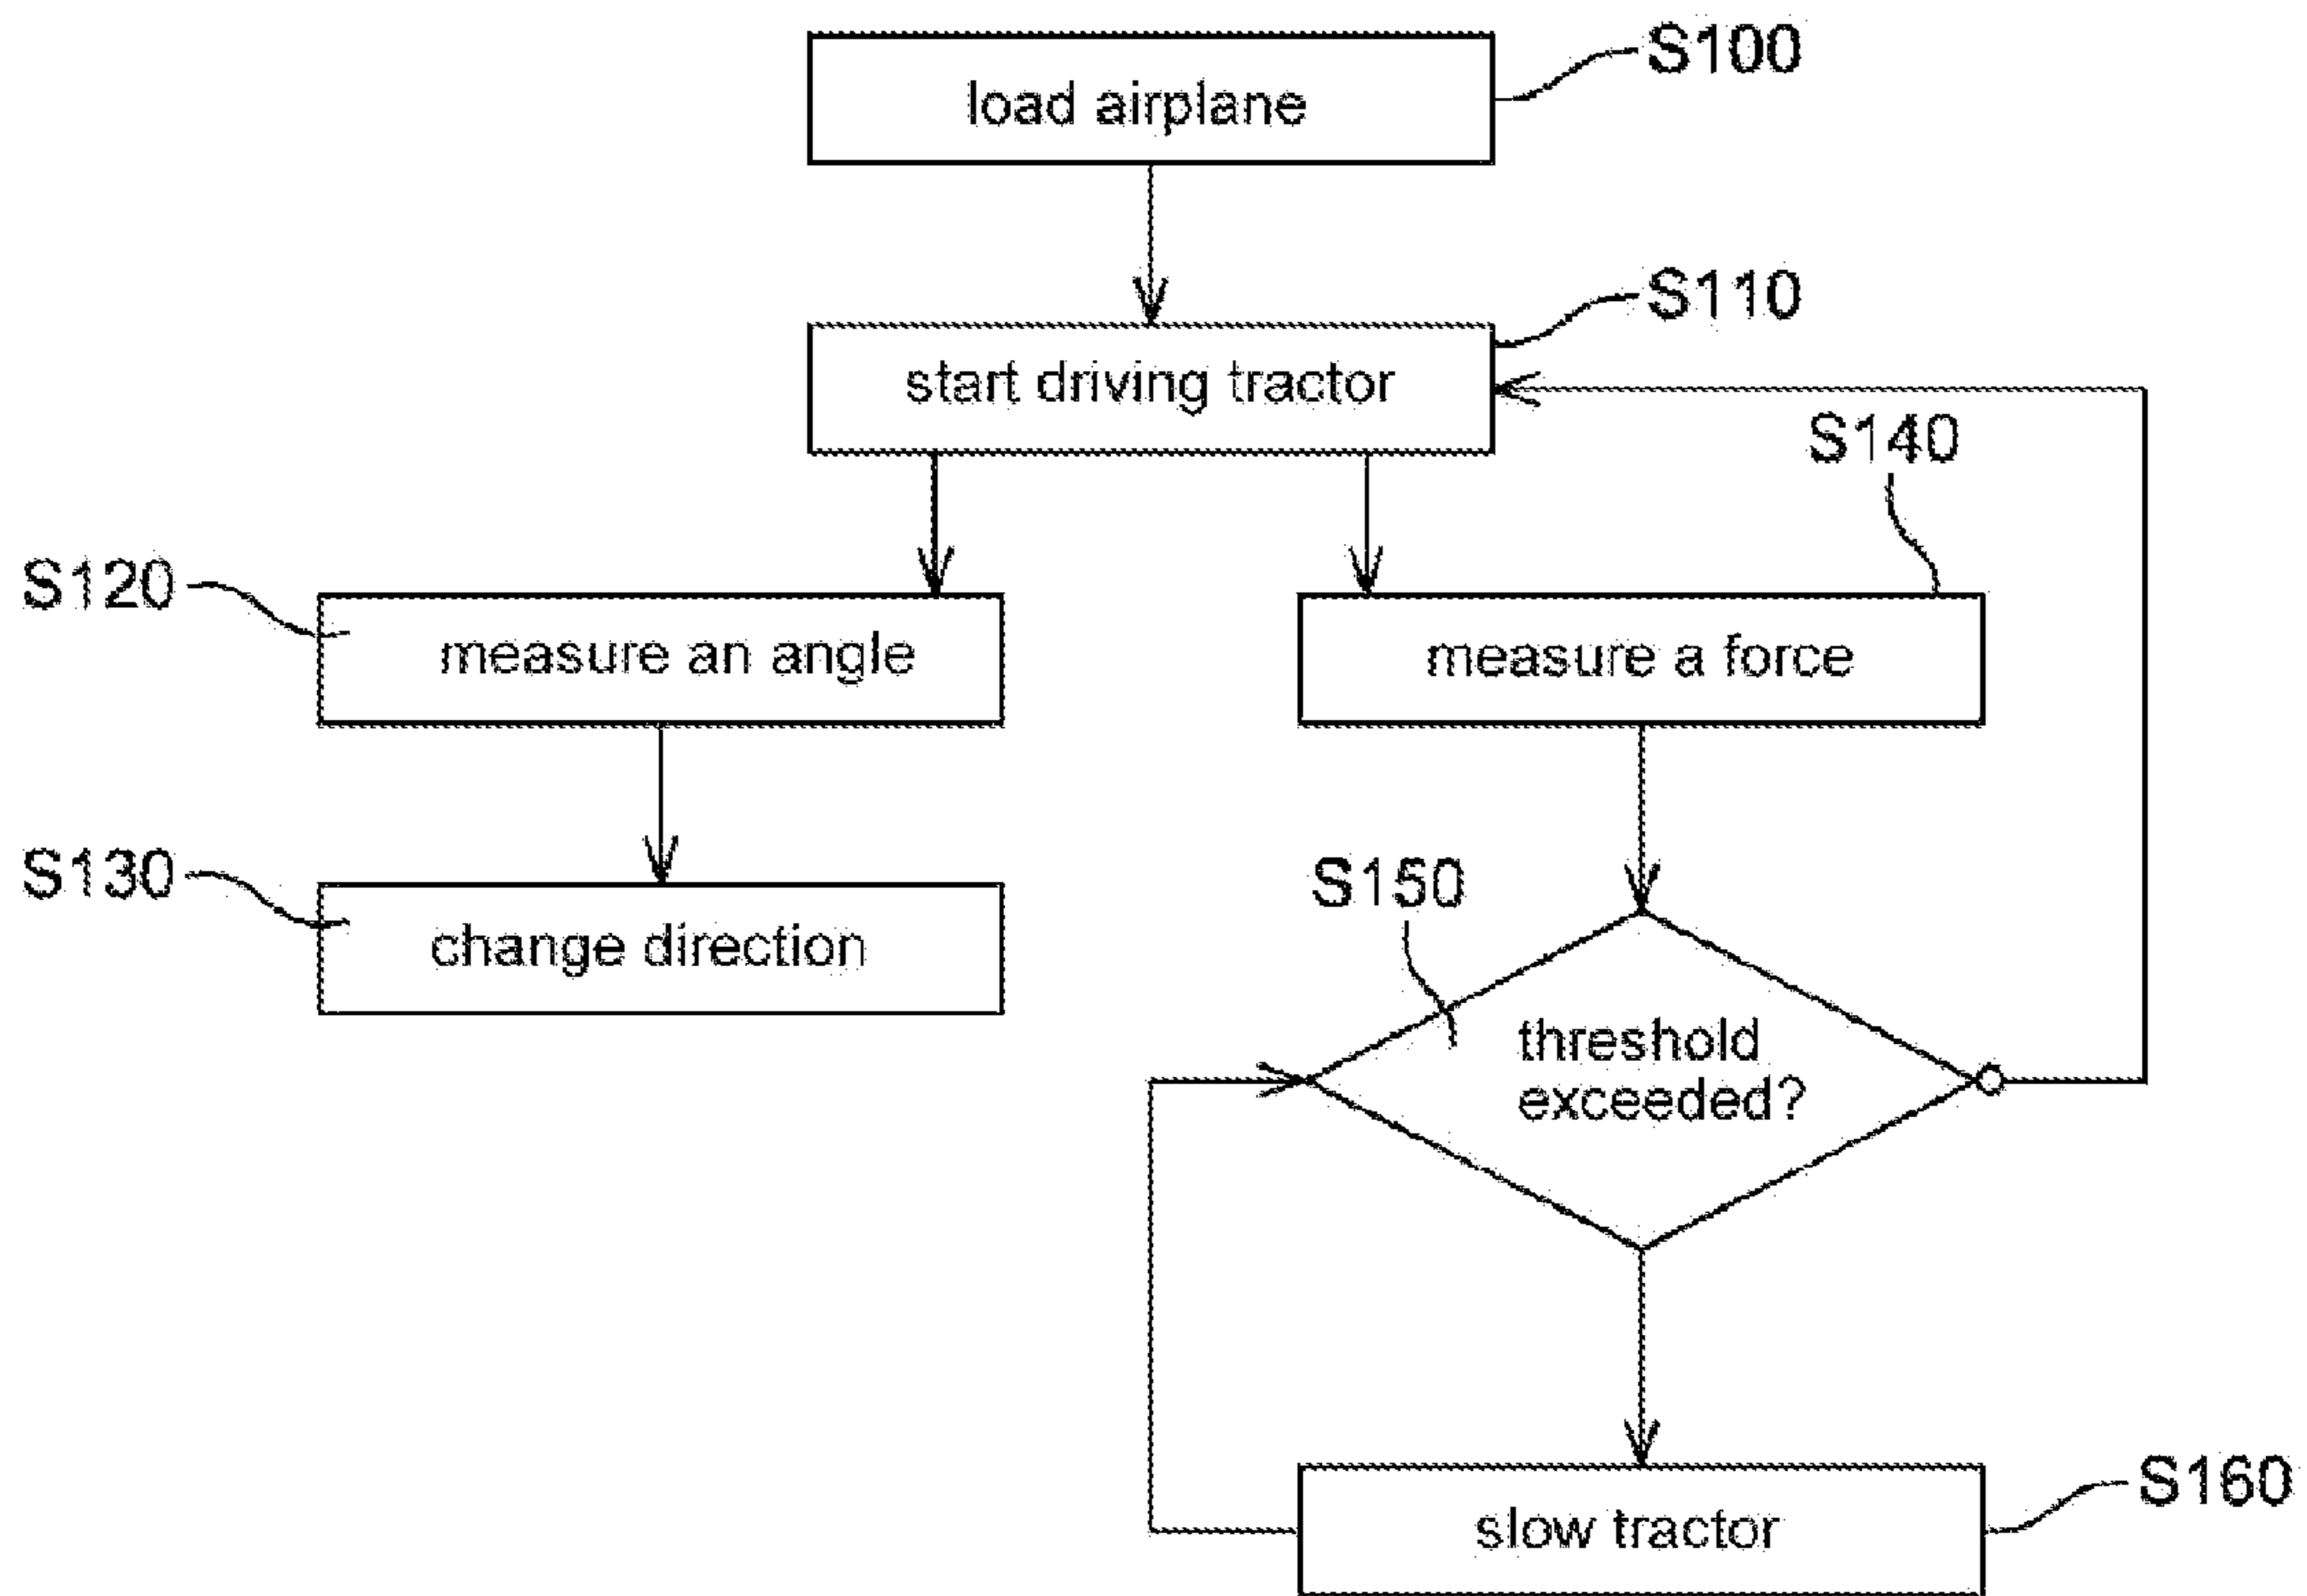 S100
load airplane
S110
start driving tractor
S140
S120
measure an angle
measure a force
S130
change direction
S150
threshold
exceeded?
S160
slow tractor